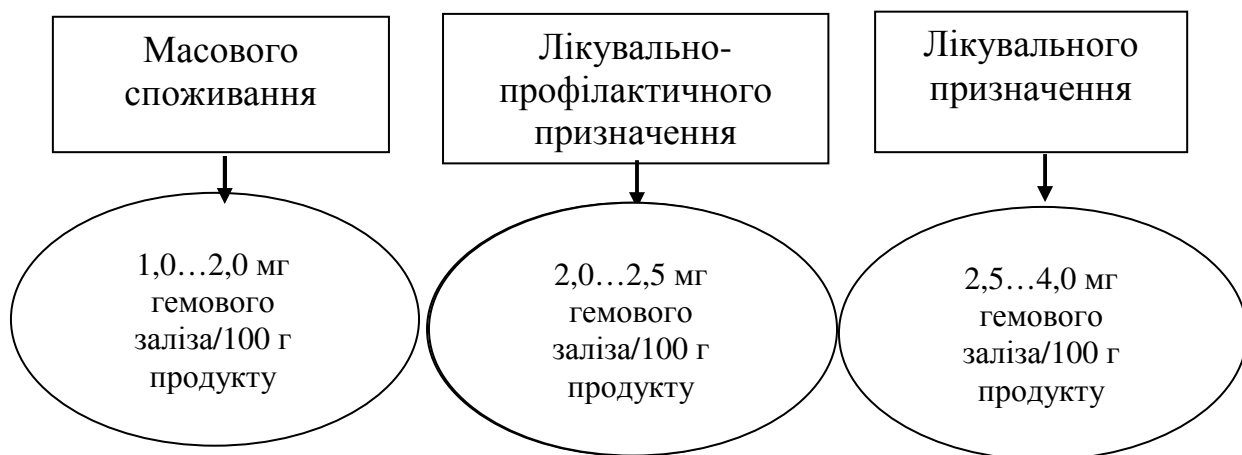 Масового
споживання
Лікувально-
профілактичного
призначення
Лікувального
призначення
1,0…2,0 мг
гемового
заліза/100 г
продукту
2,0…2,5 мг
гемового
заліза/100 г
продукту
2,5…4,0 мг
гемового
заліза/100 г
продукту